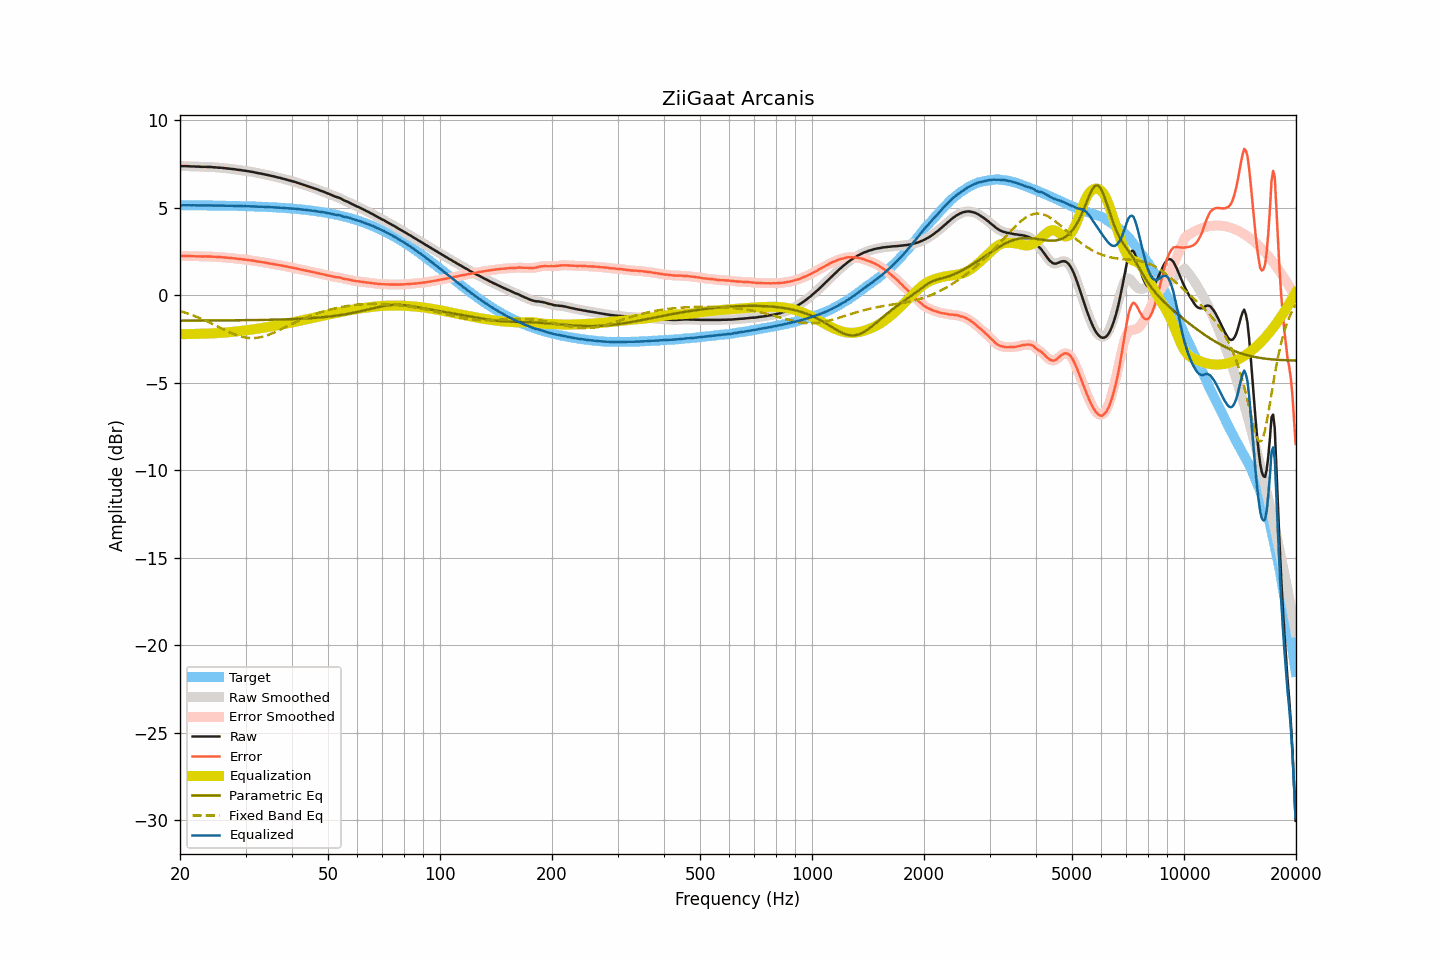 ZiiGaat Arcanis
10
5
0
−5
−10
−15
−20
−25
−30
Amplitude (dBr)
Target
Raw Smoothed
Error Smoothed
Raw
Error
Equalization
Parametric Eq
Fixed Band Eq
Equalized
20 50 100 200 500 1000 2000 5000 10000 20000
Frequency (Hz)